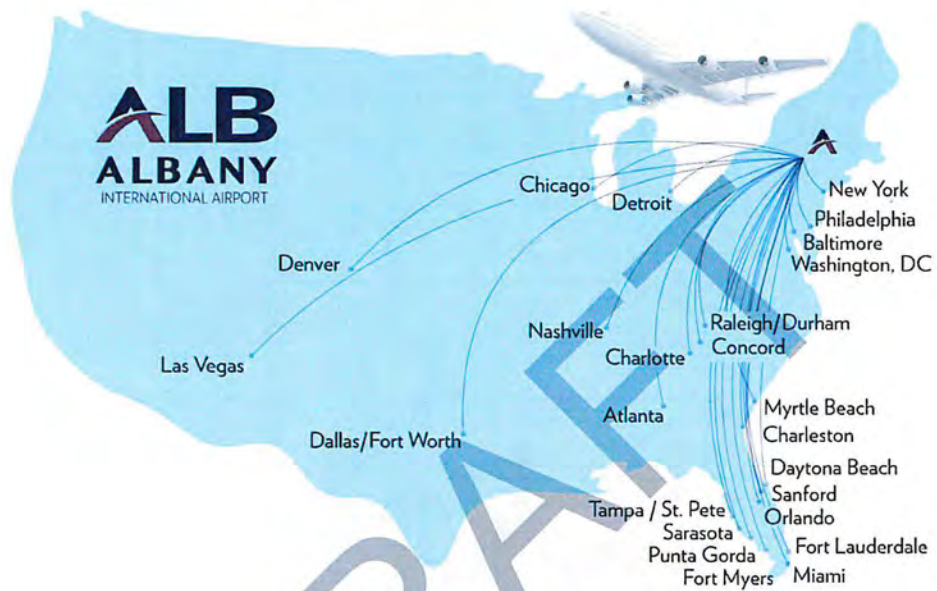 ALB
ALBANY
INTERNATIONAL AIRPORT
Chicago
Detroit
New York
Philadelphia
Baltimore
Washington, DC
Denver
Nashville
Raleigh/Durham
Concord
Las Vegas
Charlotte
Atlanta
Myrtle Beach
Charleston
Dallas/Fort Worth
Daytona Beach
Sanford
Orlando
Tampa / St. Pete
Sarasota
Punta Gorda
Fort Lauderdale
Fort Myers
Miami
DRAFT